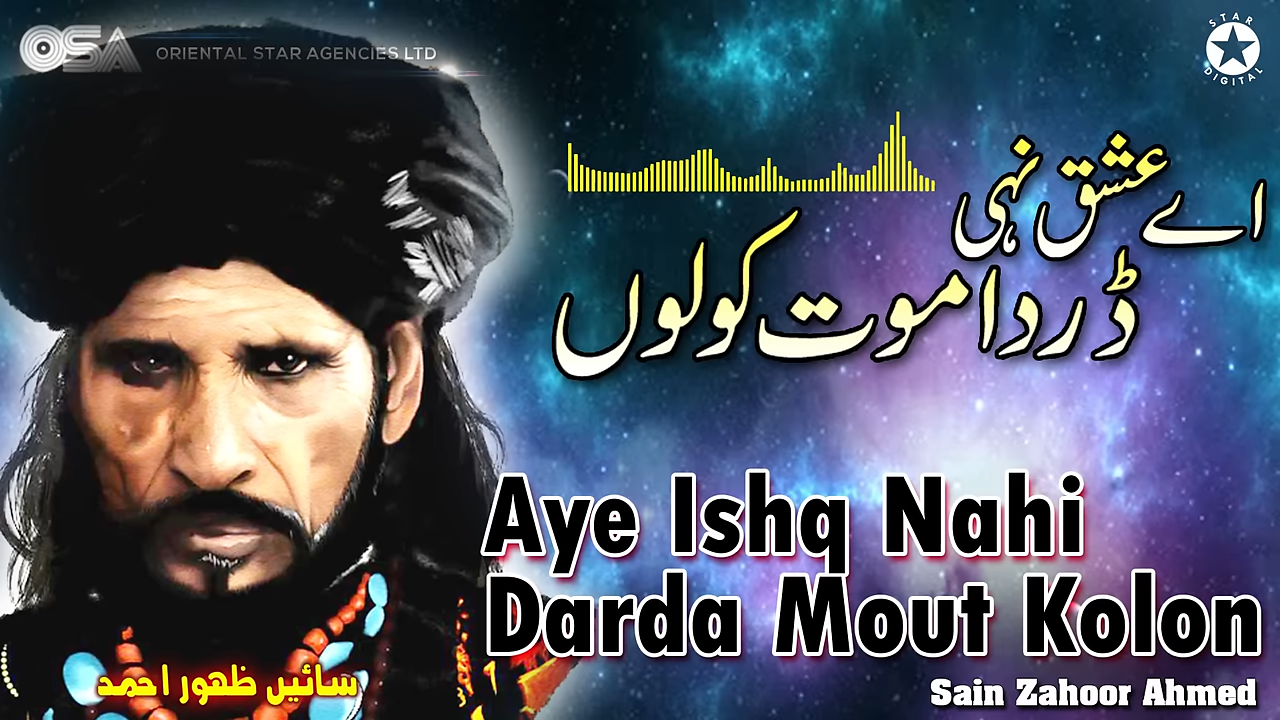 OSA ORIENTAL STAR AGENCIES LTD
STAR
DIGITAL
اے عشق نہی
ڈردا موت کولوں
Aye Ishq Nahi
Darda Mout Kolon
سائیں ظہور احمد
Sain Zahoor Ahmed